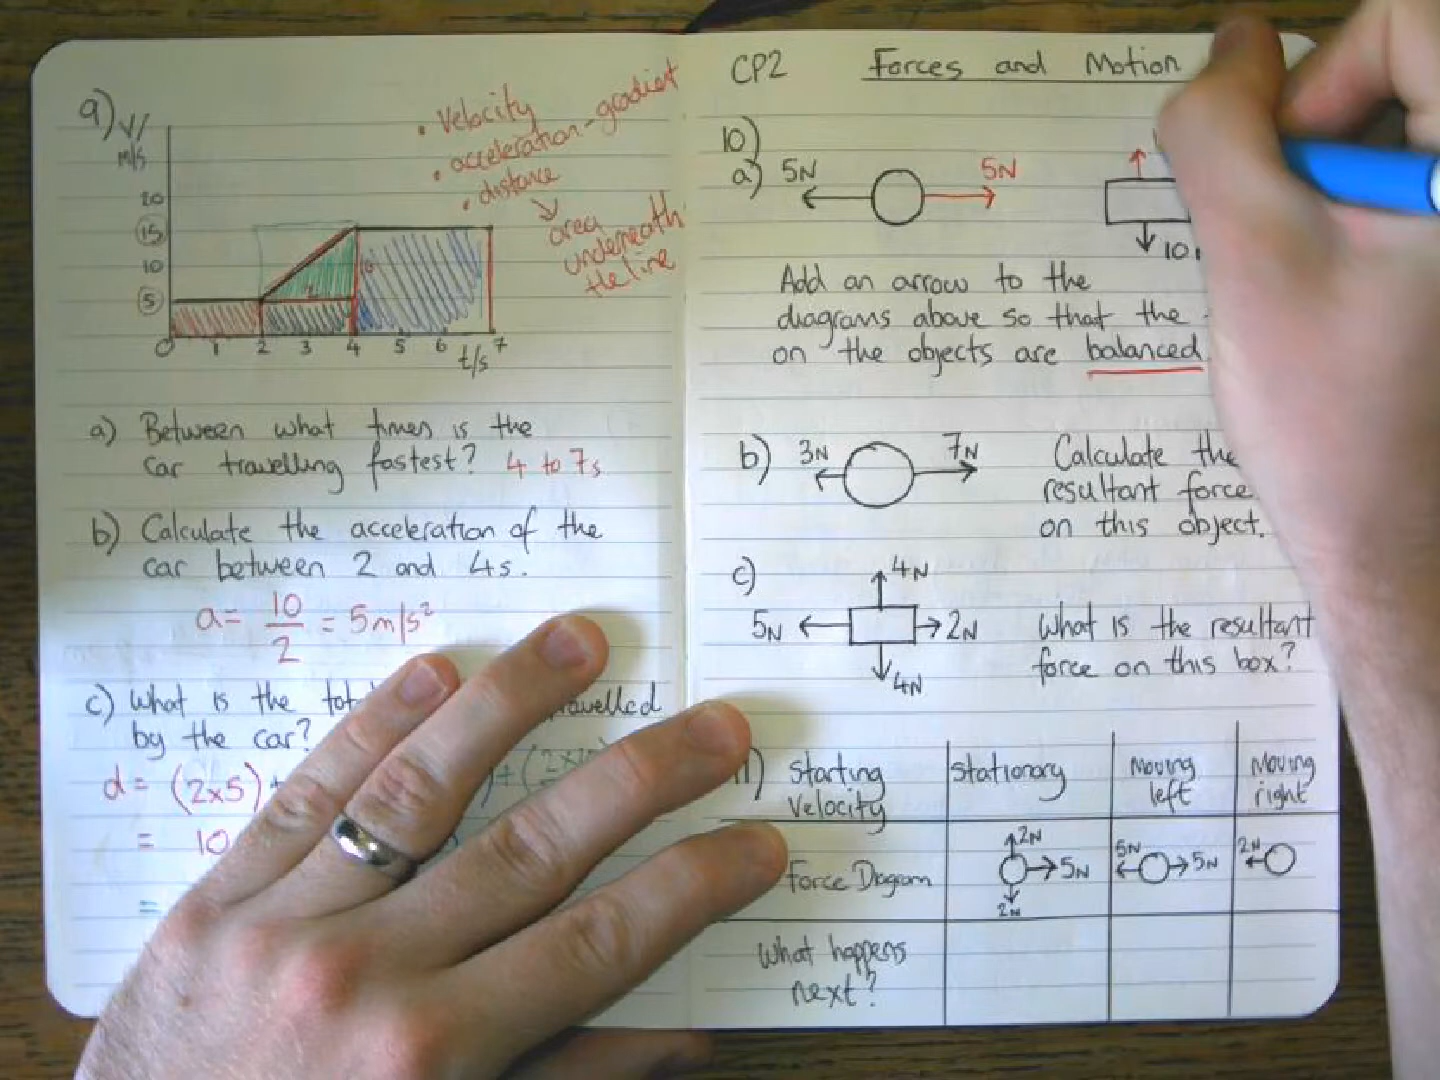 9) v/
m/s
20
15
10
5
0 1 2 3 4 5 6 7
t/s
10
2
• Velocity
• acceleration - gradient
• distance
area
underneath
the line
a) Between what times is the
car travelling fastest? 4 to 7s
b) Calculate the acceleration of the
car between 2 and 4s.
a = 10/2 = 5m/s²
c) What is the
travelled
by the car?
d = (2x5) +
= 10
=
CP2 Forces and Motion
10)
a) 5N 5N
10
Add an arrow to the
diagrams above so that the
on the objects are balanced
b) 3N 7N
Calculate the
resultant force
on this object.
c) 4N
5N 2N
4N
What is the resultant
force on this box?
11) Starting Velocity
Stationary
Moving left
Moving right
Force Diagram
2N 5N 2N
5N 5N
2N
What happens
next?